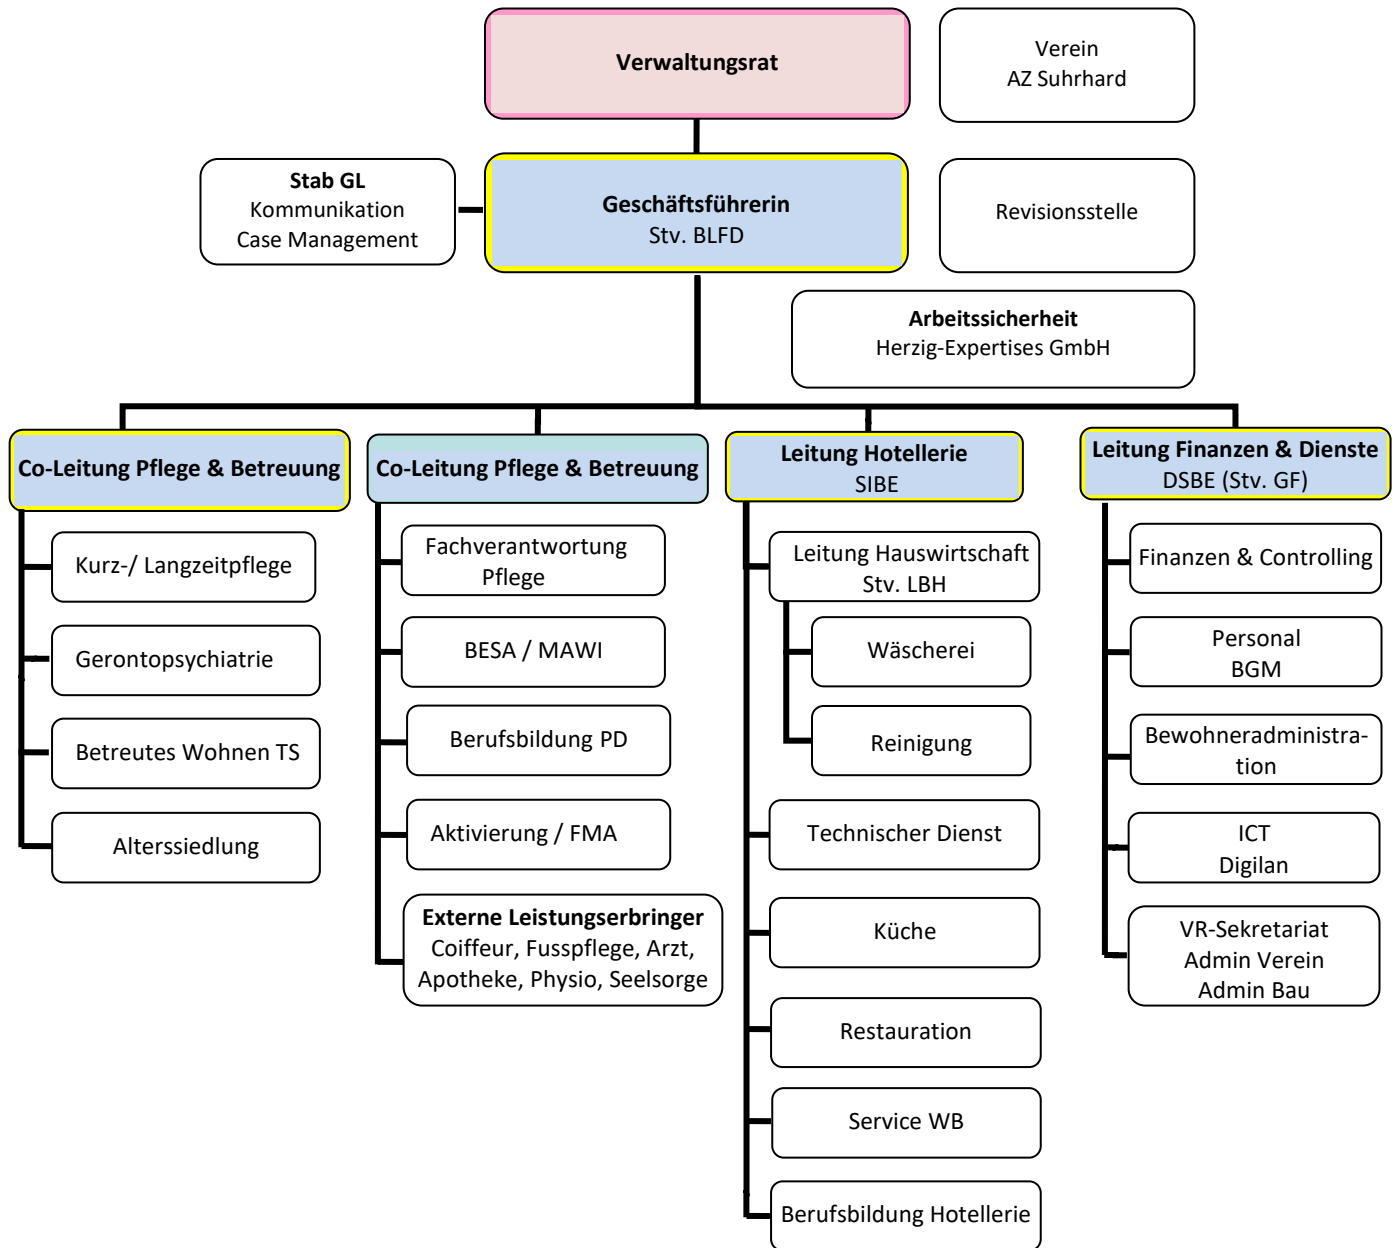 Verwaltungsrat
Verein
AZ Suhrhard
Stab GL
Kommunikation
Case Management
Geschäftsführerin
Stv. BLFD
Revisionsstelle
Arbeitssicherheit
Herzig-Expertises GmbH
Co-Leitung Pflege & Betreuung
Kurz-/ Langzeitpflege
Gerontopsychiatrie
Betreutes Wohnen TS
Alterssiedlung
Co-Leitung Pflege & Betreuung
Fachverantwortung
Pflege
BESA / MAWI
Berufsbildung PD
Aktivierung / FMA
Externe Leistungserbringer
Coiffeur, Fusspflege, Arzt,
Apotheke, Physio, Seelsorge
Leitung Hotellerie
SIBE
Leitung Hauswirtschaft
Stv. LBH
Wäscherei
Reinigung
Technischer Dienst
Küche
Restauration
Service WB
Berufsbildung Hotellerie
Leitung Finanzen & Dienste
DSBE (Stv. GF)
Finanzen & Controlling
Personal
BGM
Bewohneradministra-
tion
ICT
Digilan
VR-Sekretariat
Admin Verein
Admin Bau